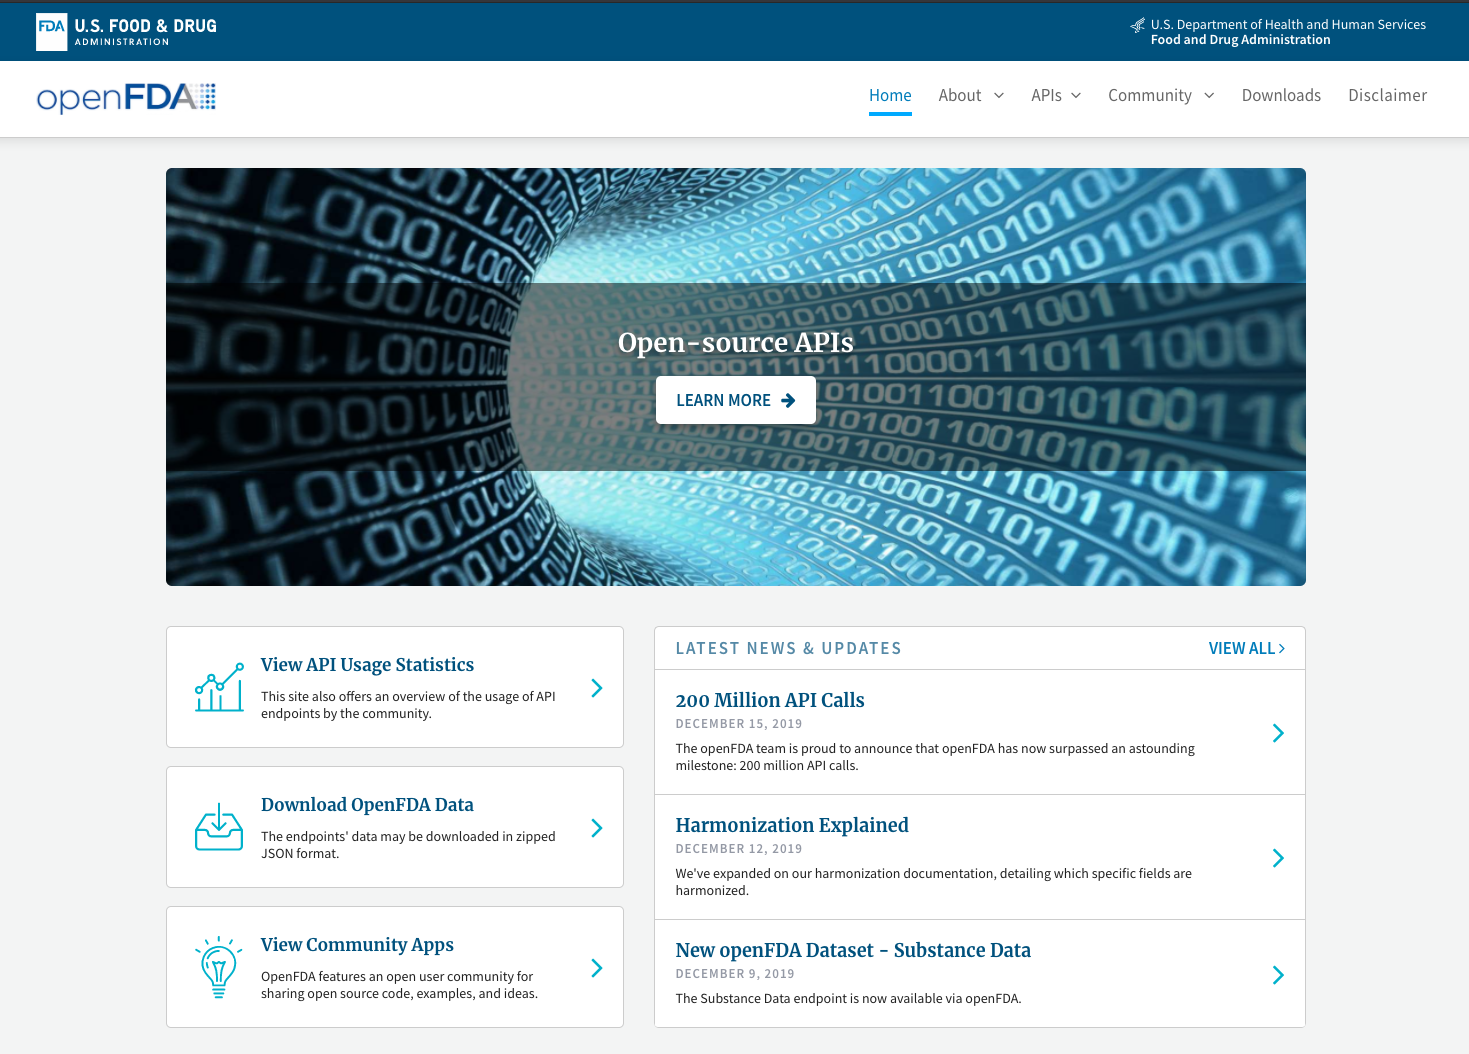 FDA U.S. FOOD & DRUG
ADMINISTRATION
U.S. Department of Health and Human Services
Food and Drug Administration
openFDA
Home About APIs Community Downloads Disclaimer
Open-source APIs
LEARN MORE
View API Usage Statistics
This site also offers an overview of the usage of API
endpoints by the community.
Download OpenFDA Data
The endpoints' data may be downloaded in zipped
JSON format.
View Community Apps
OpenFDA features an open user community for
sharing open source code, examples, and ideas.
LATEST NEWS & UPDATES VIEW ALL
200 Million API Calls
DECEMBER 15, 2019
The openFDA team is proud to announce that openFDA has now surpassed an astounding
milestone: 200 million API calls.
Harmonization Explained
DECEMBER 12, 2019
We've expanded on our harmonization documentation, detailing which specific fields are
harmonized.
New openFDA Dataset - Substance Data
DECEMBER 9, 2019
The Substance Data endpoint is now available via openFDA.